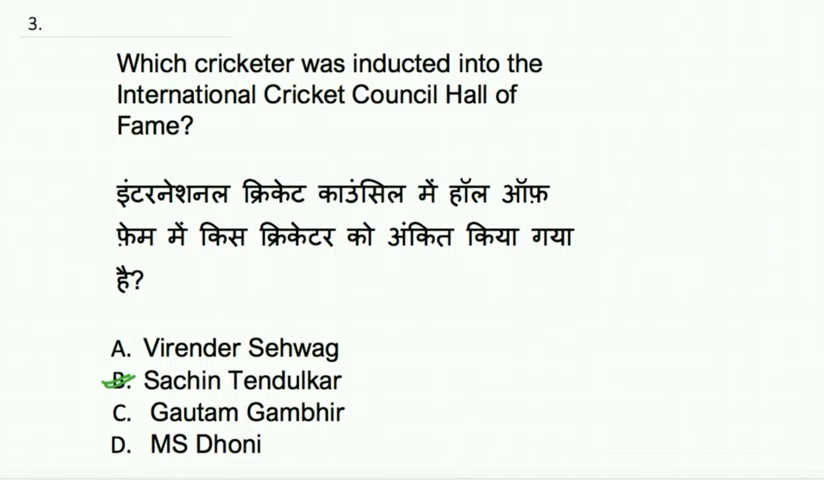 3.
Which cricketer was inducted into the
International Cricket Council Hall of
Fame?
इंटरनेशनल क्रिकेट काउंसिल में हॉल ऑफ़
फ़ेम में किस क्रिकेटर को अंकित किया गया
है?
A. Virender Sehwag
B. Sachin Tendulkar
C. Gautam Gambhir
D. MS Dhoni